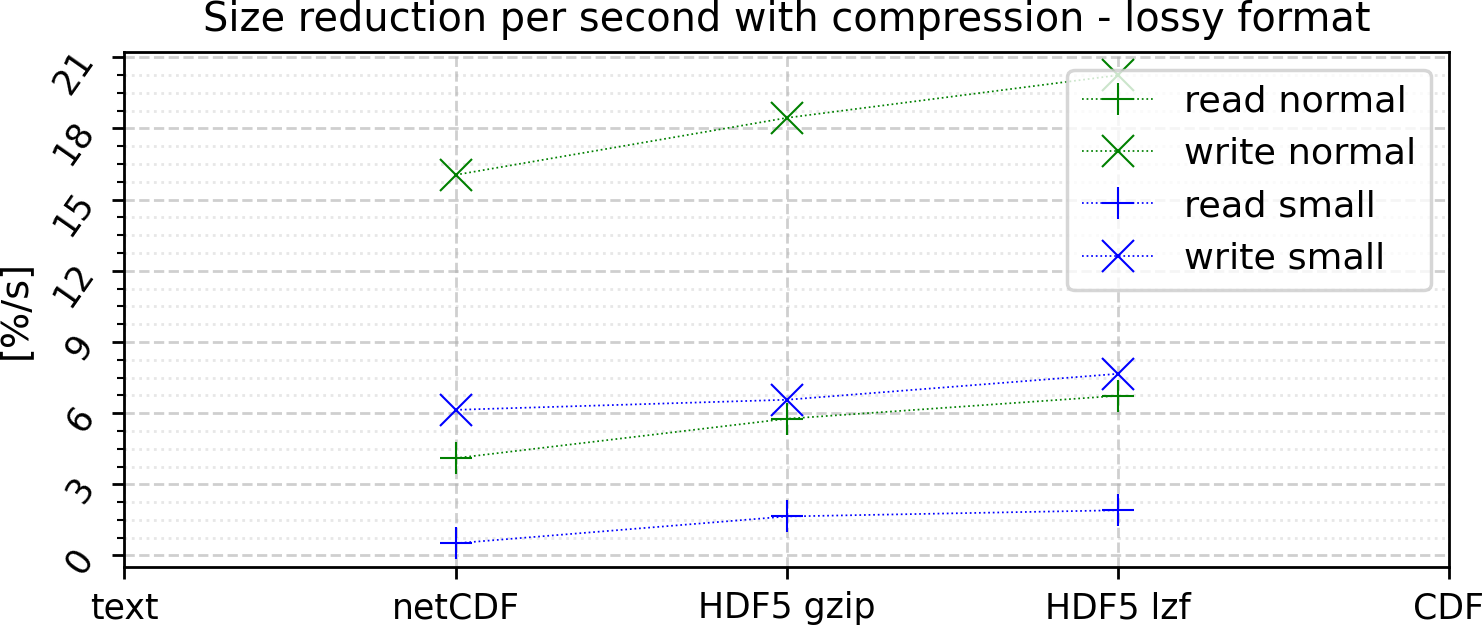 Size reduction per second with compression - lossy format
[%/s]
21
18
15
12
9
6
3
0
read normal
write normal
read small
write small
text netCDF HDF5 gzip HDF5 lzf CDF